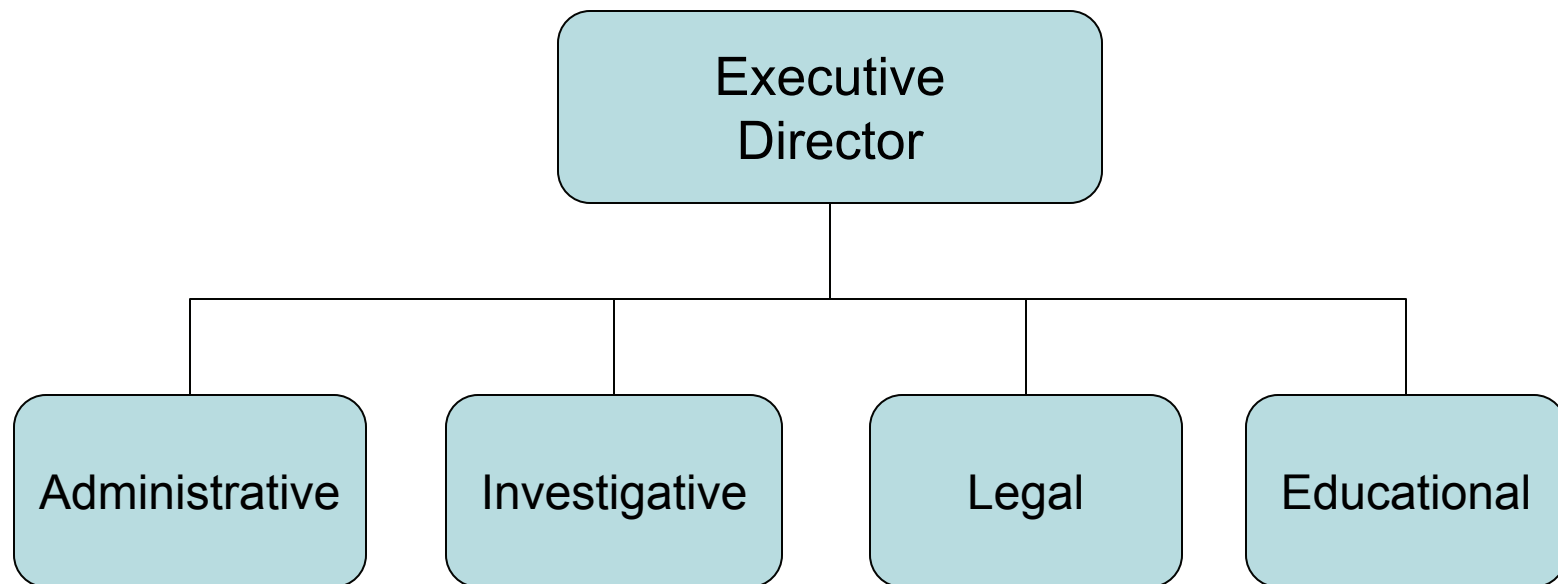 Executive
Director
Administrative
Investigative
Legal
Educational